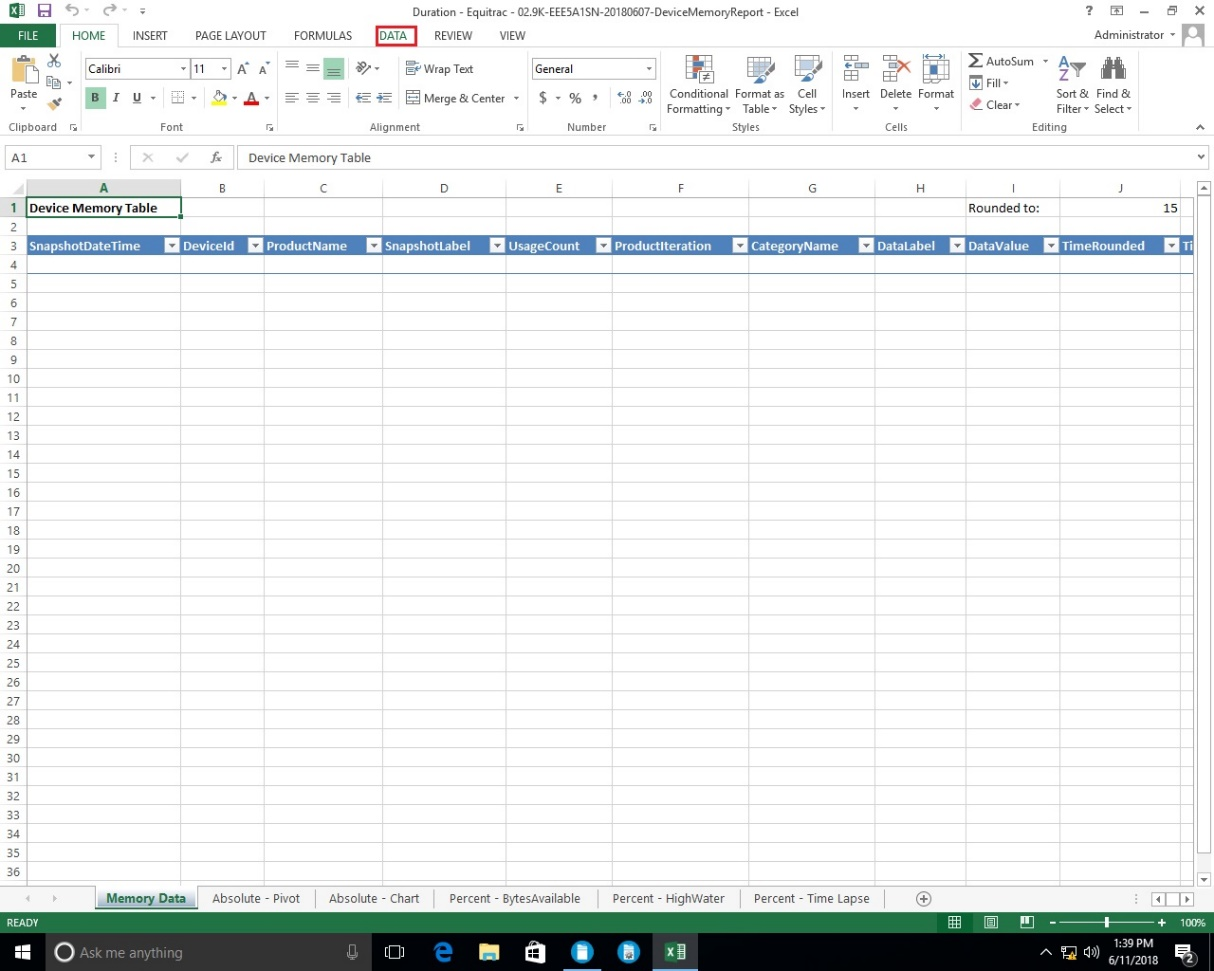 Duration - Equitrac - 02.9K-EEE5A1SN-20180607-DeviceMemoryReport - Excel
FILE HOME INSERT PAGE LAYOUT FORMULAS DATA REVIEW VIEW Administrator
Calibri 11 Wrap Text General AutoSum
Paste B I U A Merge & Center $ % , Conditional Formatting Format as Table Cell Styles Insert Delete Format Fill Clear Sort & Filter Find & Select
Clipboard Font Alignment Number Styles Cells Editing
A1 fx Device Memory Table
A B C D E F G H I J
1 Device Memory Table Rounded to: 15
2
3 SnapshotDateTime DeviceId ProductName SnapshotLabel UsageCount ProductIteration CategoryName DataLabel DataValue TimeRounded Ti
4
5
6
7
8
9
10
11
12
13
14
15
16
17
18
19
20
21
22
23
24
25
26
27
28
29
30
31
32
33
34
35
36
Memory Data Absolute - Pivot Absolute - Chart Percent - BytesAvailable Percent - HighWater Percent - Time Lapse
READY 100%
Ask me anything 1:39 PM
6/11/2018 2